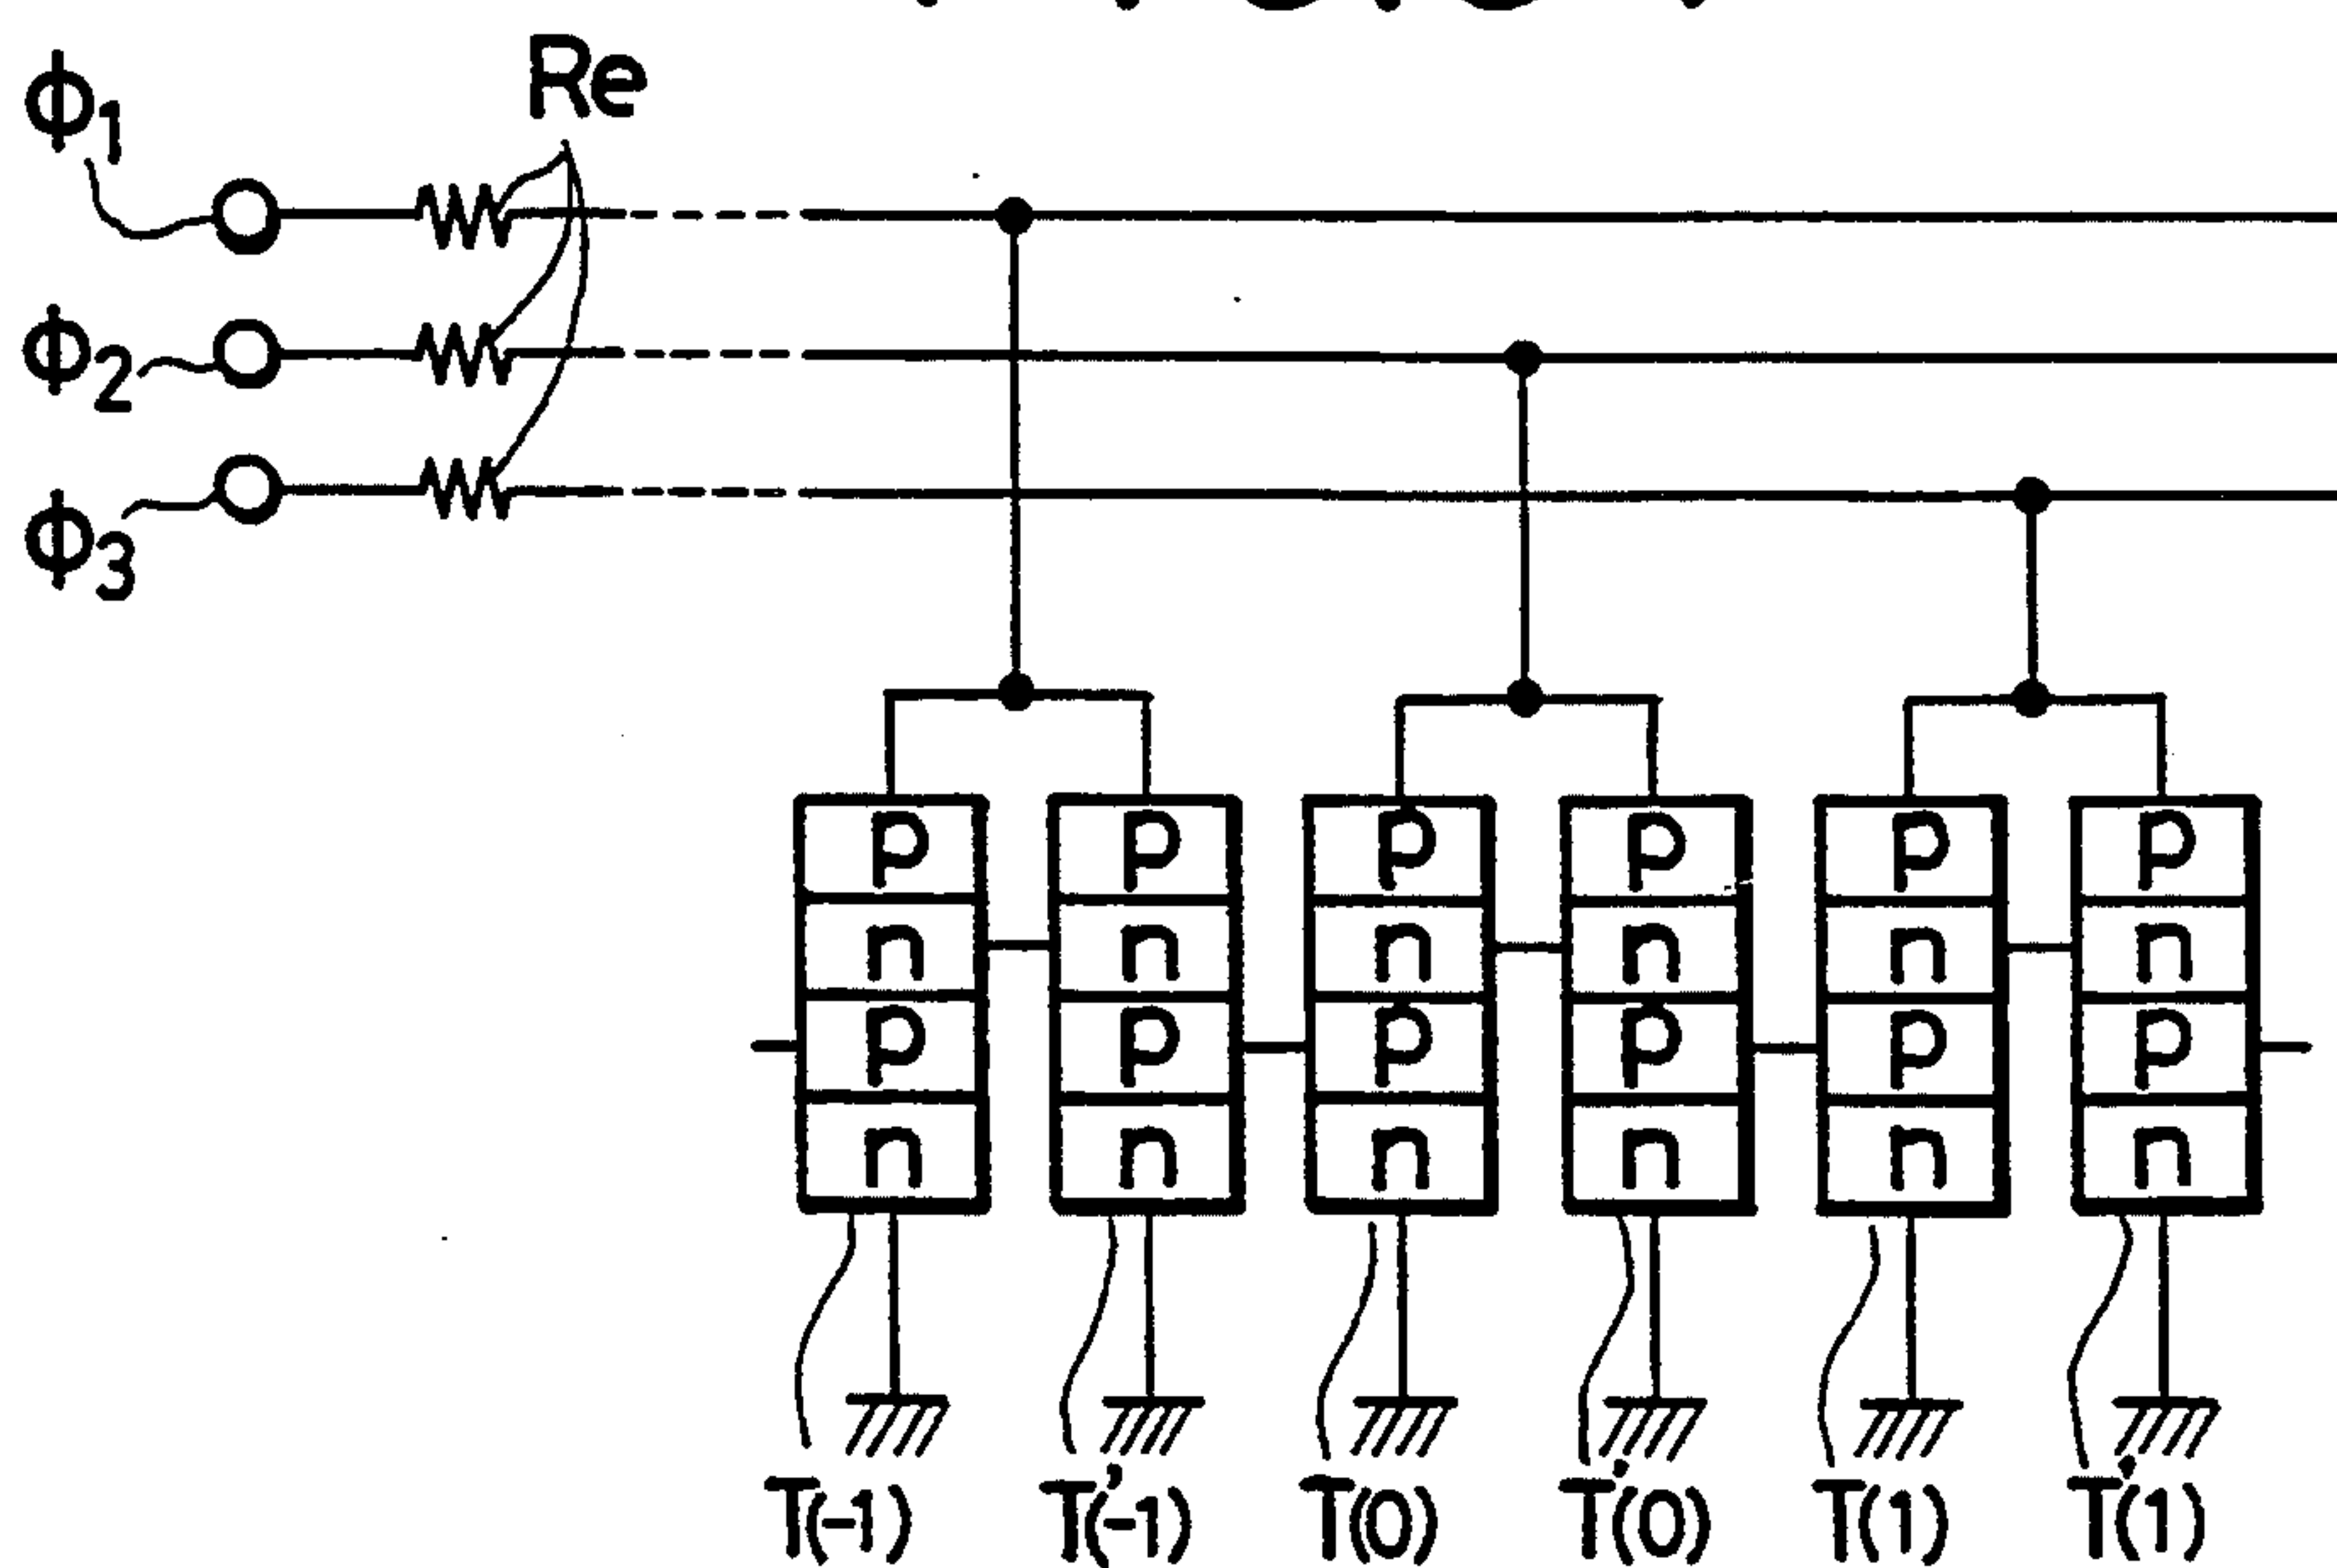 Re
ϕ1
ϕ2
ϕ3
p p p p p p
n n n n n n
p p p p p p
n n n n n n
T(-1) T'(-1) T(0) T'(0) T(1) T'(1)